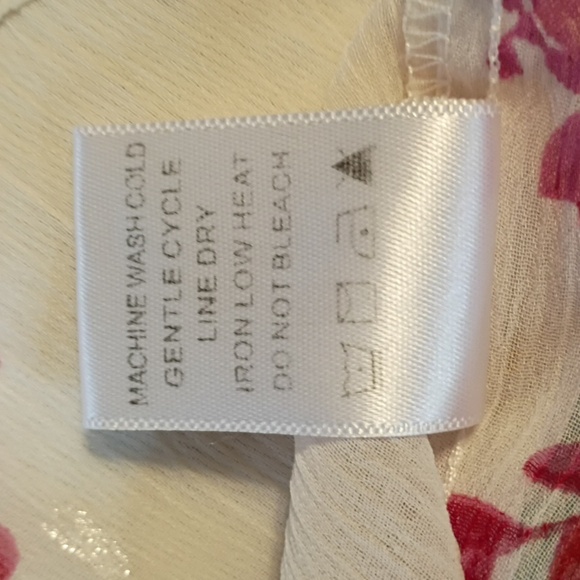 MACHINE WASH COLD
GENTLE CYCLE
LINE DRY
IRON LOW HEAT
DO NOT BLEACH